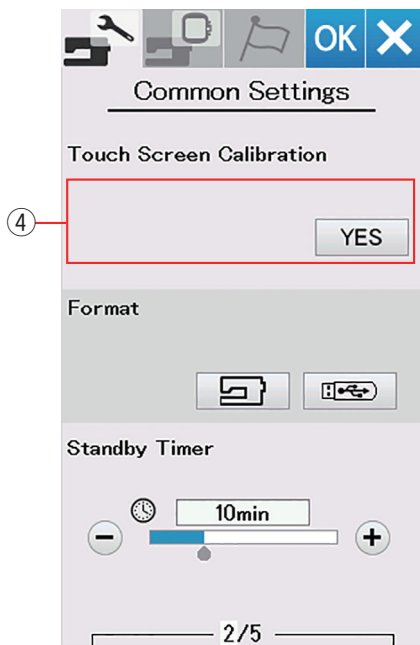 OK
Common Settings
Touch Screen Calibration
④
YES
Format
Standby Timer
10min
2/5